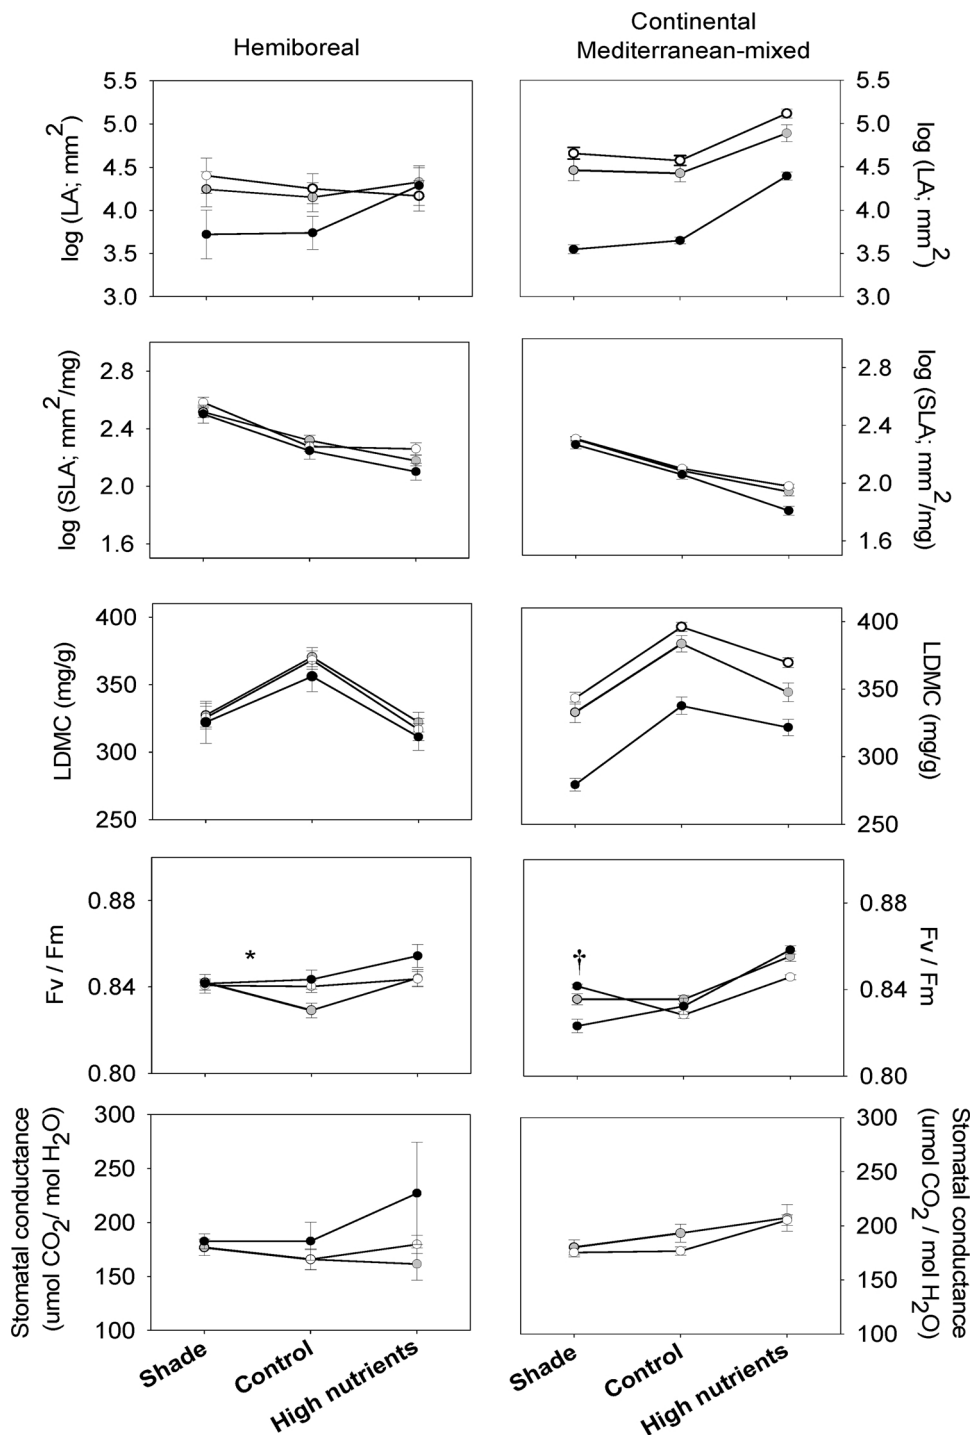 Hemiboreal
Continental
Mediterranean-mixed
log (LA; mm²)
5.5
5.0
4.5
4.0
3.5
3.0
5.5
5.0
4.5
4.0
3.5
3.0
log (LA; mm²)
log (SLA; mm²/mg)
2.8
2.4
2.0
1.6
2.8
2.4
2.0
1.6
log (SLA; mm²/mg)
LDMC (mg/g)
400
350
300
250
400
350
300
250
LDMC (mg/g)
Fv / Fm
0.88
0.84
0.80
*
†
0.88
0.84
0.80
Fv / Fm
Stomatal conductance
(umol CO₂/ mol H₂O)
300
250
200
150
100
300
250
200
150
100
Stomatal conductance
(umol CO₂ / mol H₂O)
Shade
Control
High nutrients
Shade
Control
High nutrients